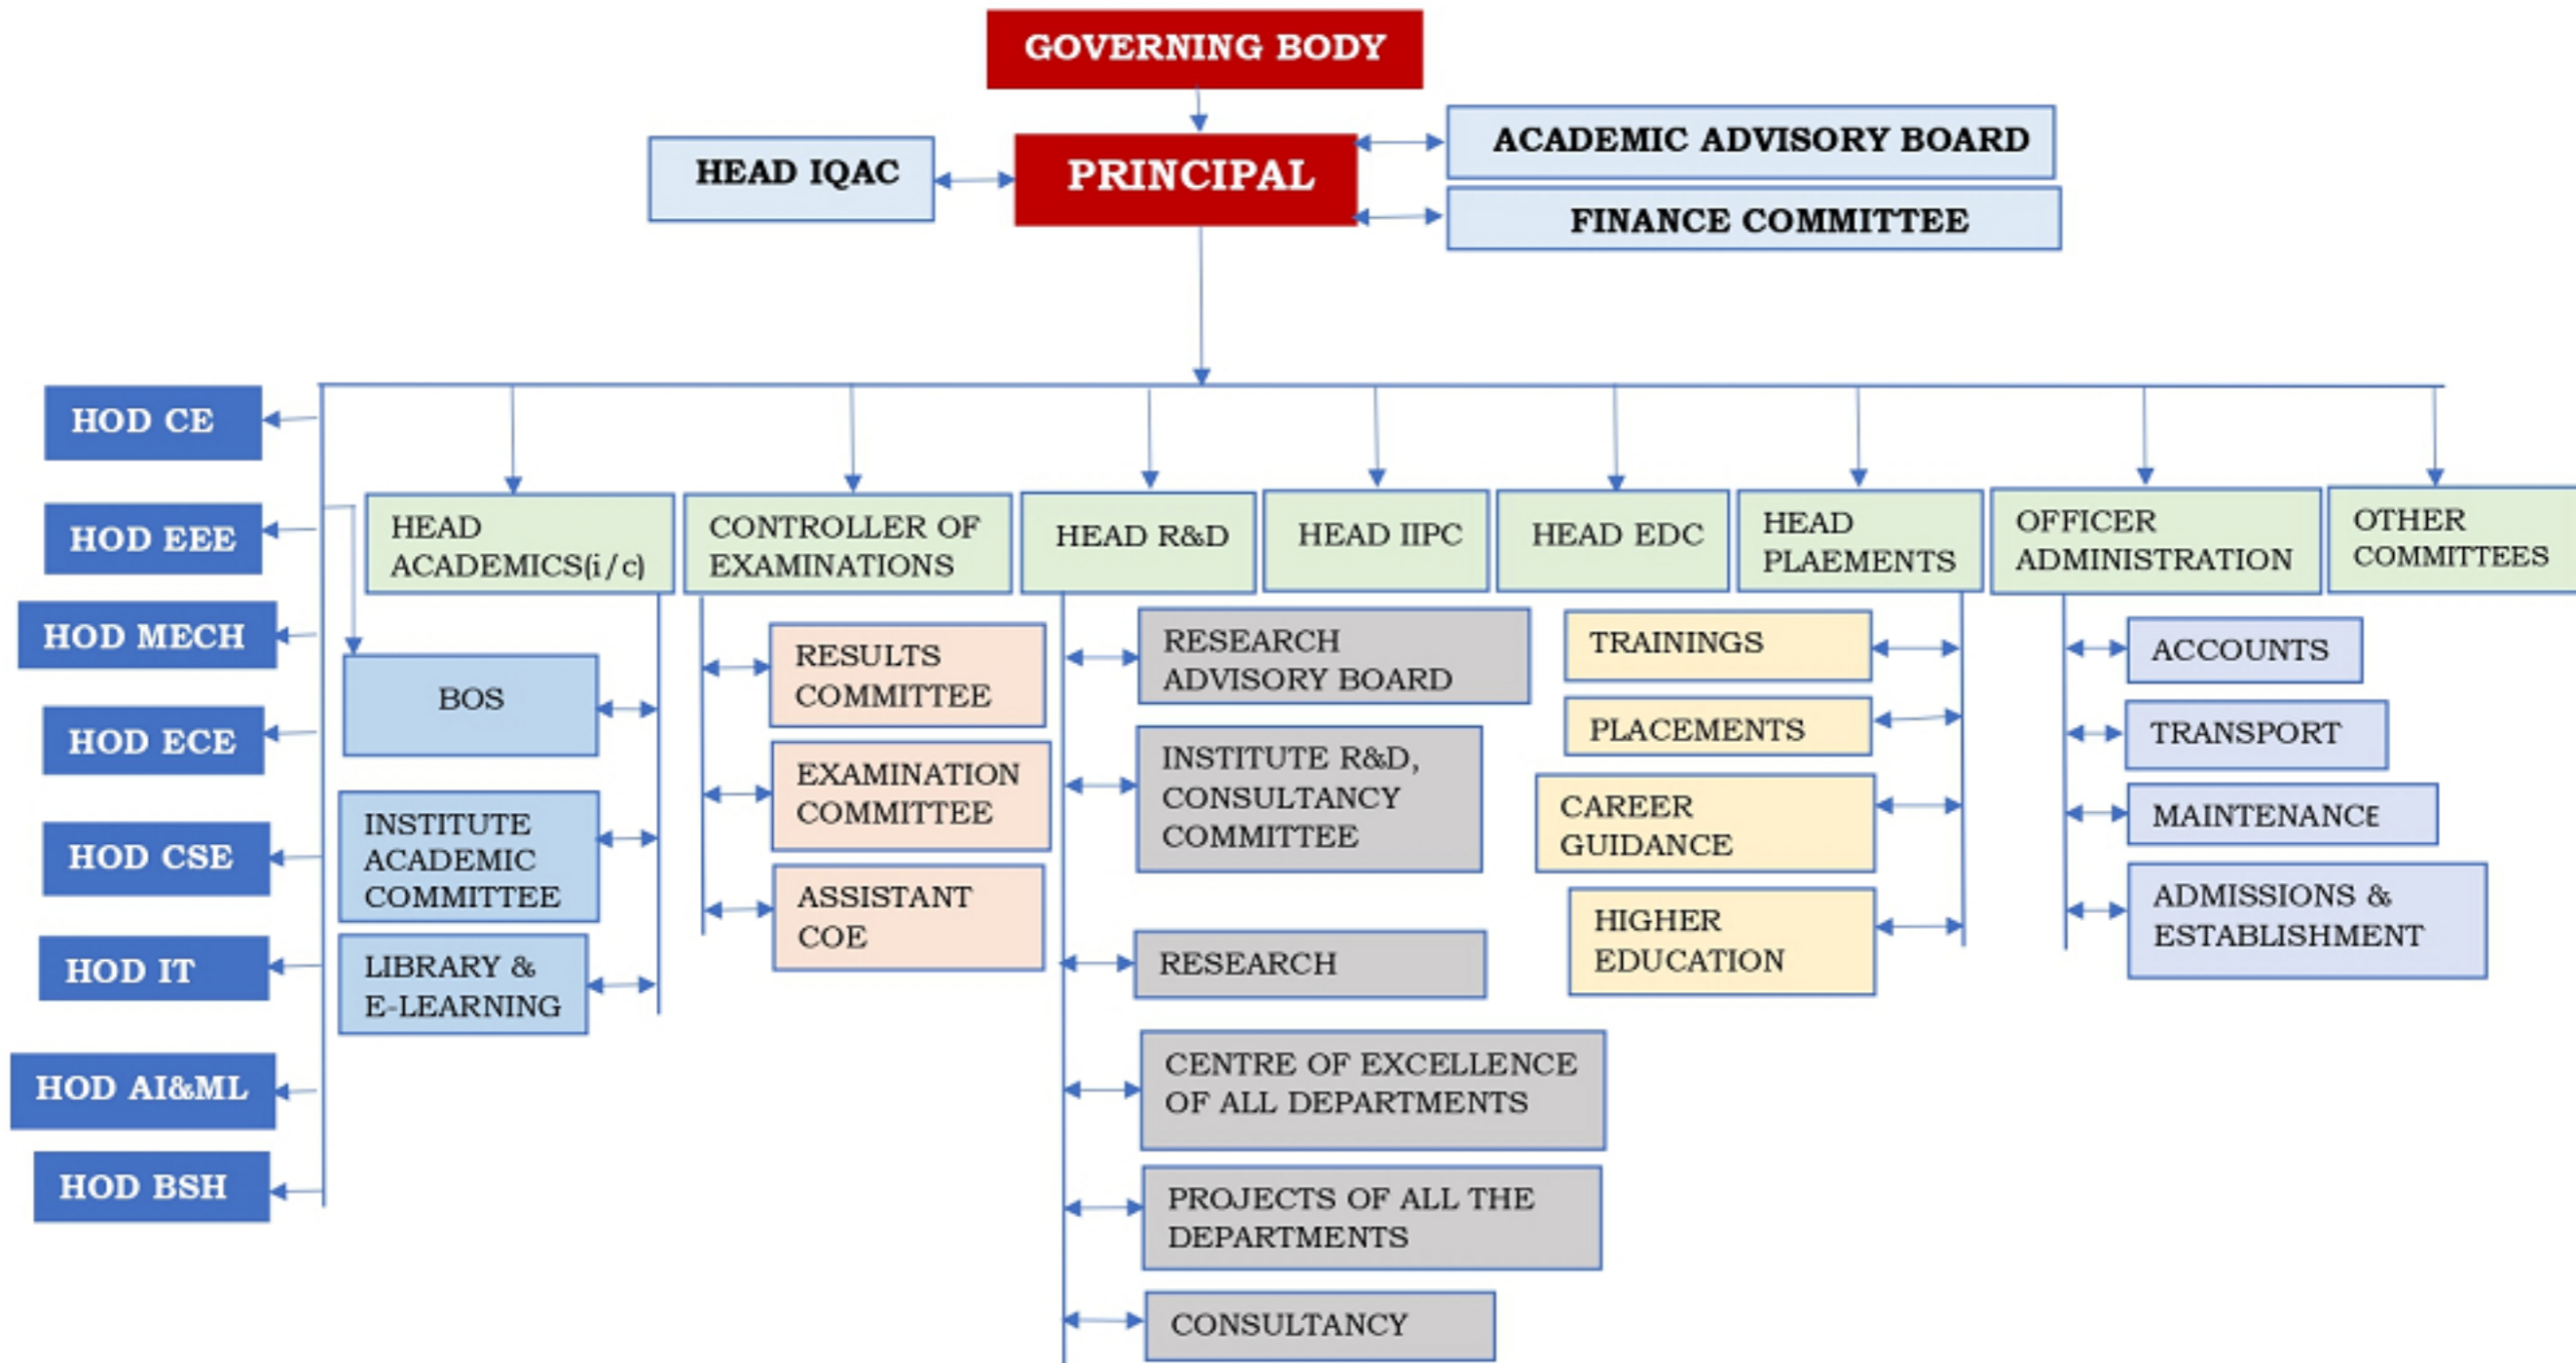 GOVERNING BODY
HEAD IQAC
PRINCIPAL
ACADEMIC ADVISORY BOARD
FINANCE COMMITTEE
HOD CE
HOD EEE
HOD MECH
HOD ECE
HOD CSE
HOD IT
HOD AI&ML
HOD BSH
HEAD
ACADEMICS(i/c)
BOS
INSTITUTE
ACADEMIC
COMMITTEE
LIBRARY &
E-LEARNING
CONTROLLER OF
EXAMINATIONS
RESULTS
COMMITTEE
EXAMINATION
COMMITTEE
ASSISTANT
COE
HEAD R&D
RESEARCH
ADVISORY BOARD
INSTITUTE R&D,
CONSULTANCY
COMMITTEE
RESEARCH
CENTRE OF EXCELLENCE
OF ALL DEPARTMENTS
PROJECTS OF ALL THE
DEPARTMENTS
CONSULTANCY
HEAD IIPC
HEAD EDC
HEAD
PLAEMENTS
TRAININGS
PLACEMENTS
CAREER
GUIDANCE
HIGHER
EDUCATION
OFFICER
ADMINISTRATION
ACCOUNTS
TRANSPORT
MAINTENANCE
ADMISSIONS &
ESTABLISHMENT
OTHER
COMMITTEES